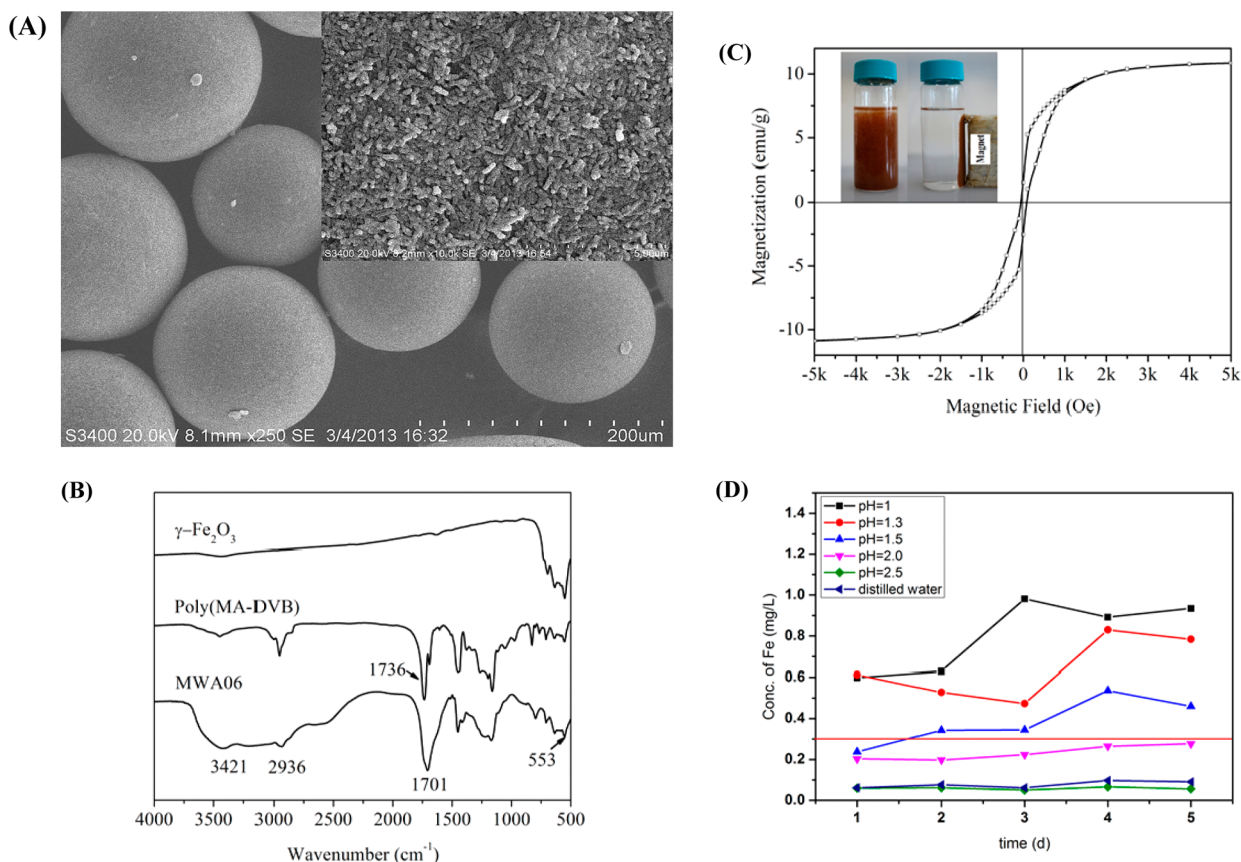 (A)
S3400 20.0kV 8.2mm x10.0k SE 3/4/2013 16:54 5.00um
S3400 20.0kV 8.1mm x250 SE 3/4/2013 16:32 200um
(B)
γ–Fe₂O₃
Poly(MA-DVB)
1736
MWA06
3421
2936
1701
553
4000 3500 3000 2500 2000 1500 1000 500
Wavenumber (cm⁻¹)
(C)
Magnetization (emu/g)
10
5
0
-5
-10
Magnet
-5k -4k -3k -2k -1k 0 1k 2k 3k 4k 5k
Magnetic Field (Oe)
(D)
Conc. of Fe (mg/L)
1.4
1.2
1.0
0.8
0.6
0.4
0.2
0.0
pH=1
pH=1.3
pH=1.5
pH=2.0
pH=2.5
distilled water
1 2 3 4 5
time (d)